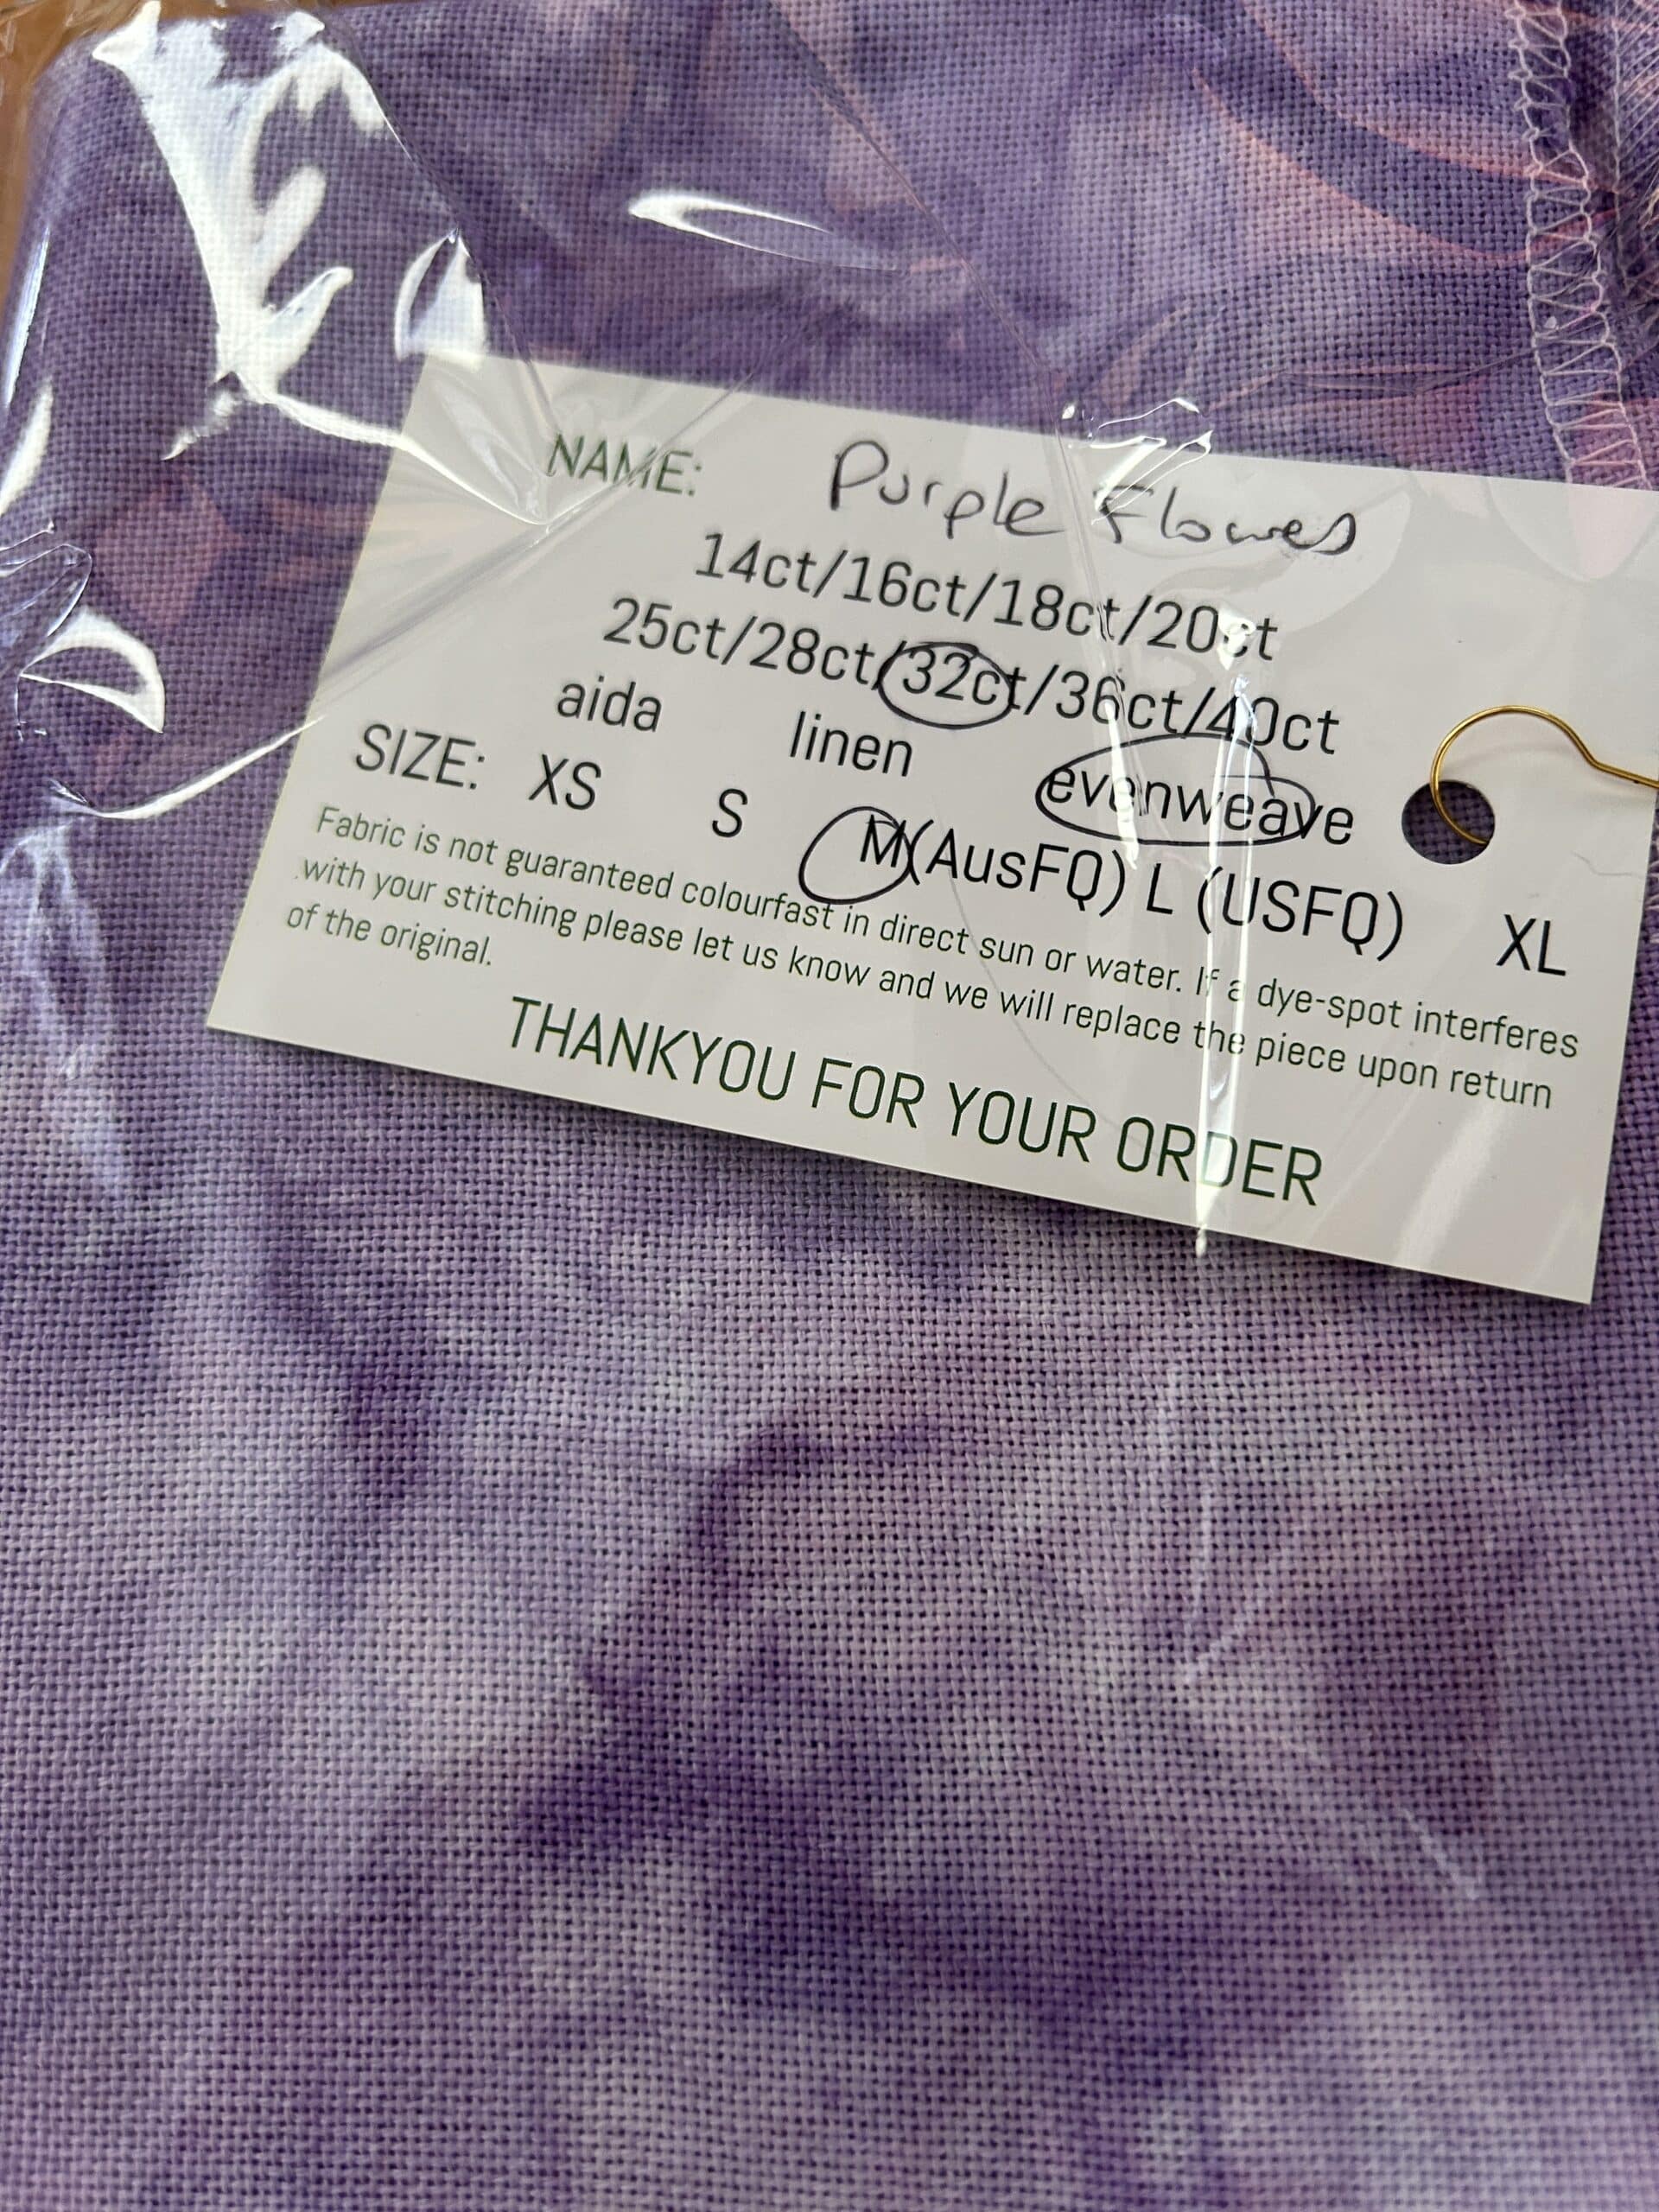 NAME: Purple Flowes
14ct/16ct/18ct/20ct
25ct/28ct/32ct/36ct/40ct
aida linen evenweave
SIZE: XS S M(AusFQ) L (USFQ) XL
Fabric is not guaranteed colourfast in direct sun or water. If a dye-spot interferes
with your stitching please let us know and we will replace the piece upon return
of the original.
THANKYOU FOR YOUR ORDER